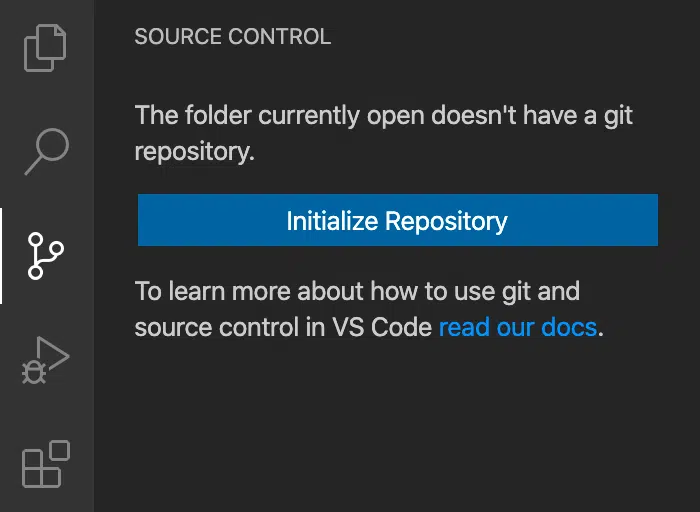 SOURCE CONTROL
The folder currently open doesn't have a git
repository.
Initialize Repository
To learn more about how to use git and
source control in VS Code read our docs.